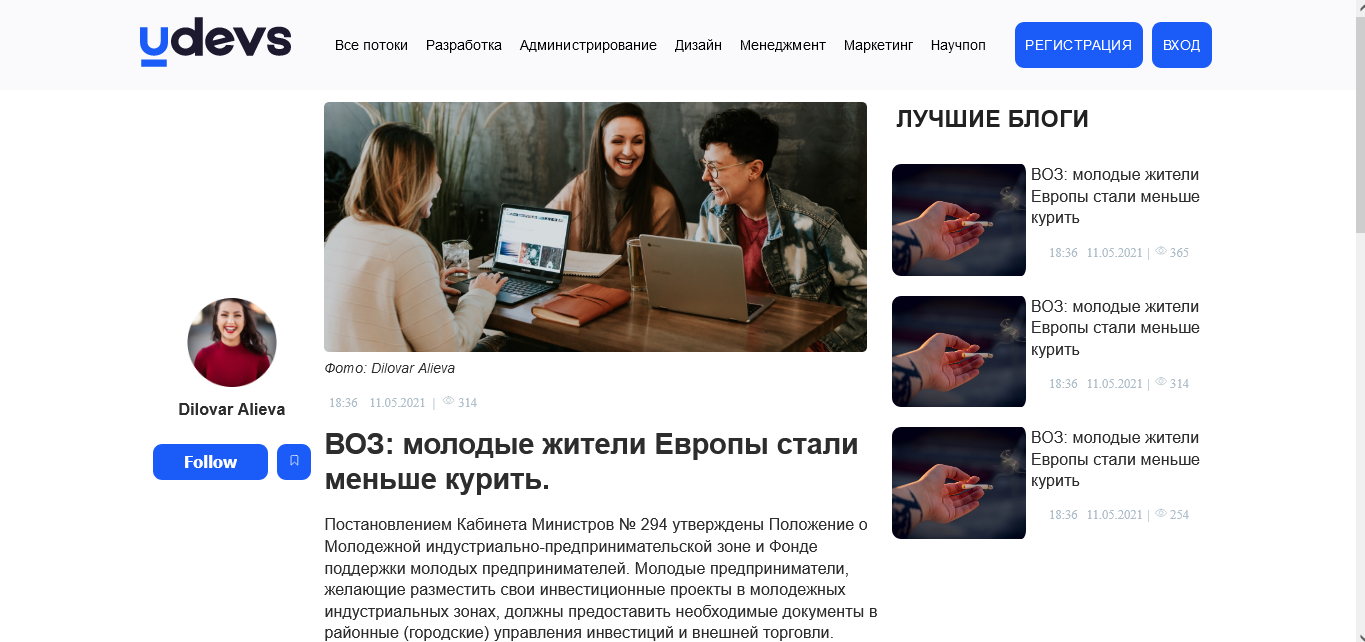 udevs
Все потоки Разработка Администрирование Дизайн Менеджмент Маркетинг Научпоп РЕГИСТРАЦИЯ ВХОД
Dilovar Alieva
Follow
Фото: Dilovar Alieva
18:36 11.05.2021 | 314
ВОЗ: молодые жители Европы стали
меньше курить.
Постановлением Кабинета Министров № 294 утверждены Положение о
Молодежной индустриально-предпринимательской зоне и Фонде
поддержки молодых предпринимателей. Молодые предприниматели,
желающие разместить свои инвестиционные проекты в молодежных
индустриальных зонах, должны предоставить необходимые документы в
районные (городские) управления инвестиций и внешней торговли.
ЛУЧШИЕ БЛОГИ
ВОЗ: молодые жители
Европы стали меньше
курить
18:36 11.05.2021 | 365
ВОЗ: молодые жители
Европы стали меньше
курить
18:36 11.05.2021 | 314
ВОЗ: молодые жители
Европы стали меньше
курить
18:36 11.05.2021 | 254